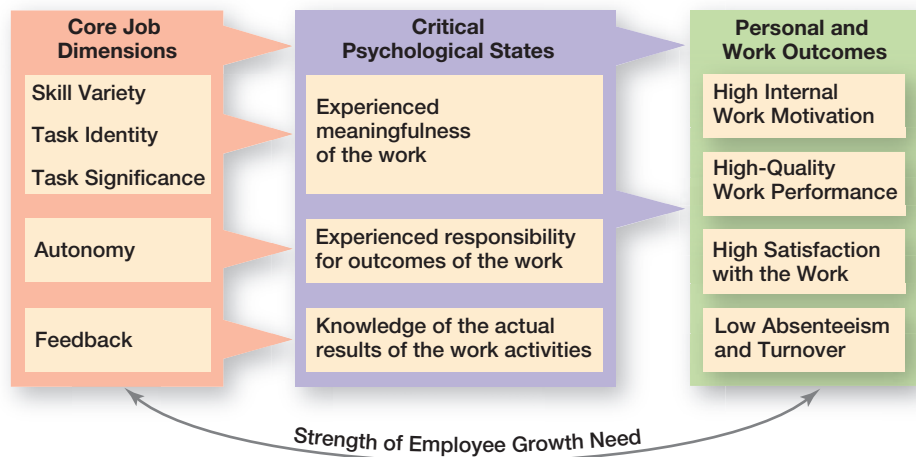 Core Job
Dimensions
Skill Variety
Task Identity
Task Significance
Autonomy
Feedback
Critical
Psychological States
Experienced
meaningfulness
of the work
Experienced responsibility
for outcomes of the work
Knowledge of the actual
results of the work activities
Personal and
Work Outcomes
High Internal
Work Motivation
High-Quality
Work Performance
High Satisfaction
with the Work
Low Absenteeism
and Turnover
Strength of Employee Growth Need